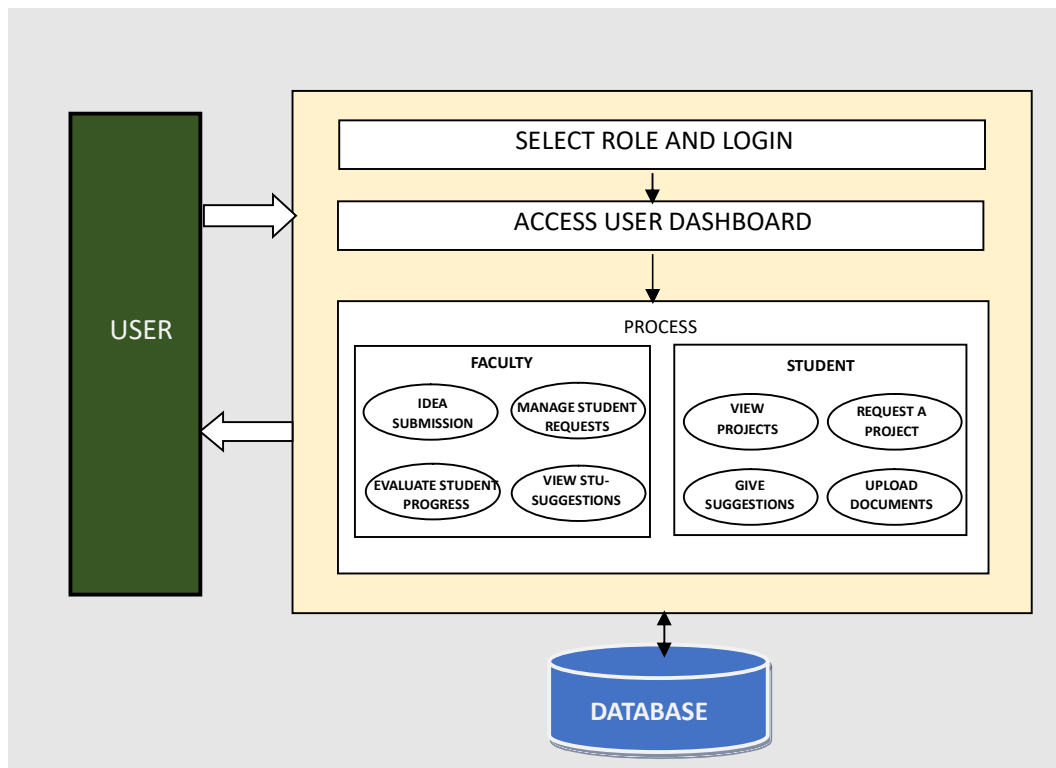 SELECT ROLE AND LOGIN
ACCESS USER DASHBOARD
USER
PROCESS
FACULTY
IDEA
SUBMISSION
MANAGE STUDENT
REQUESTS
EVALUATE STUDENT
PROGRESS
VIEW STU-
SUGGESTIONS
STUDENT
VIEW
PROJECTS
REQUEST A
PROJECT
GIVE
SUGGESTIONS
UPLOAD
DOCUMENTS
DATABASE